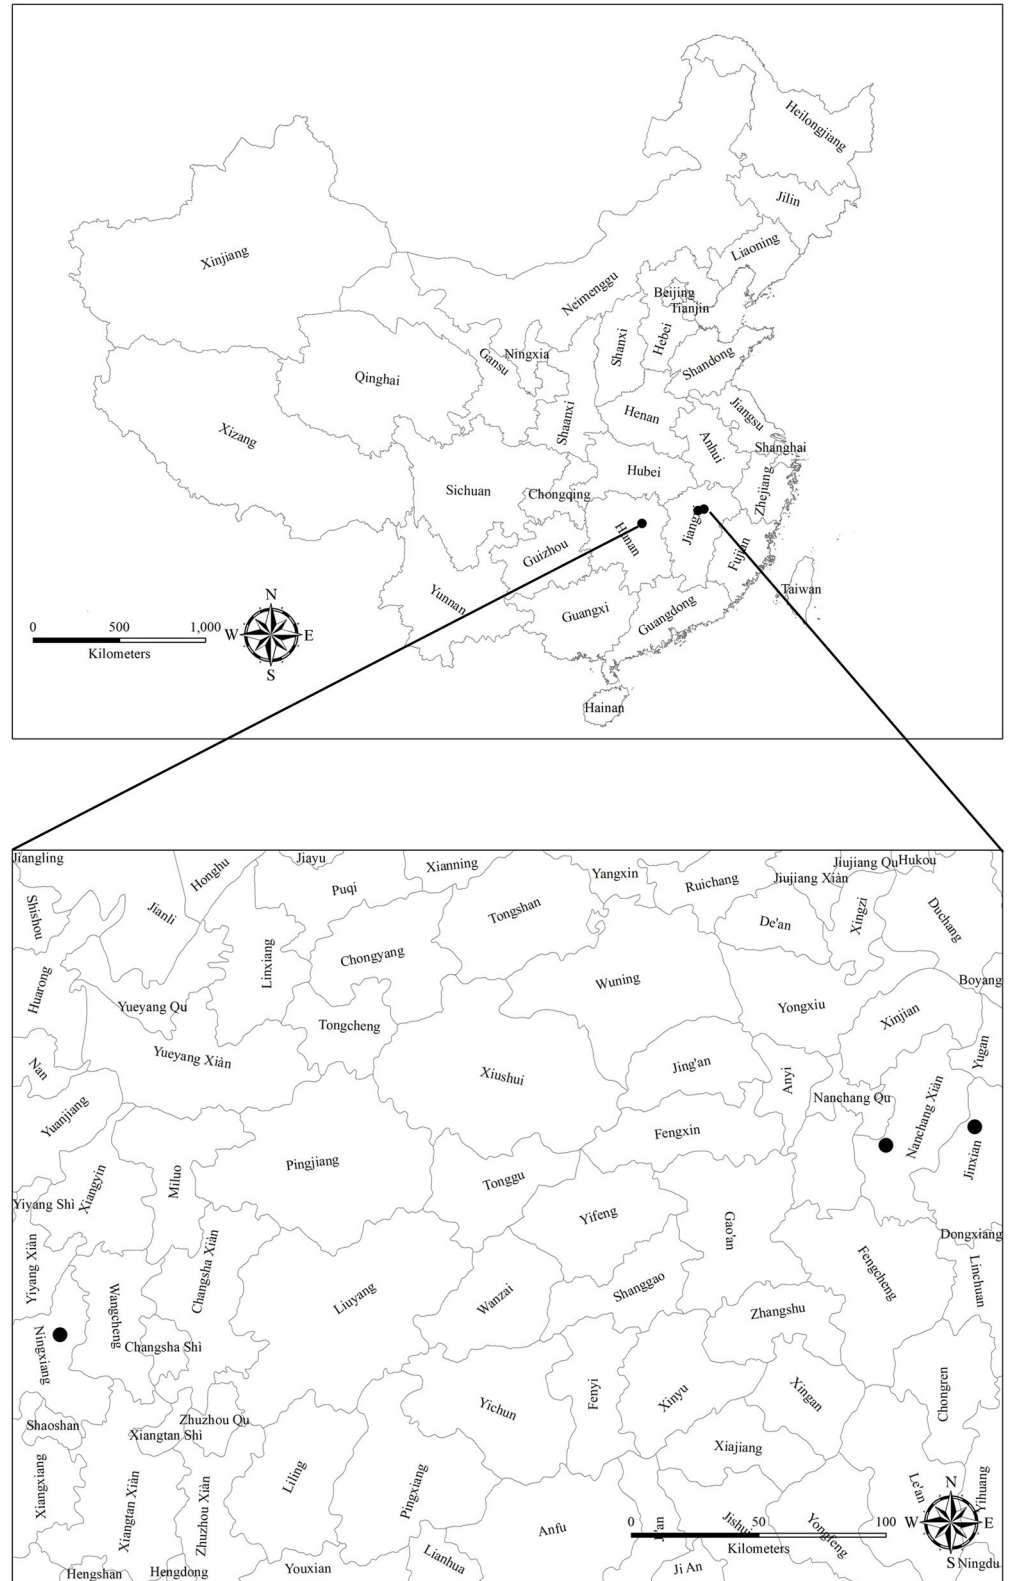 Heilongjiang
Jilin
Liaoning
Xinjiang
Neimenggu
Beijing
Tianjin
Hebei
Shanxi
Ningxia
Gansu
Shandong
Qinghai
Jiangsu
Henan
Shaanxi
Xizang
Anhui
Shanghai
Hubei
Sichuan
Chongqing
Zhejiang
Hunan
Jiangxi
Guizhou
Fujian
Yunnan
Taiwan
Guangxi
Guangdong
Hainan
0 500 1,000
Kilometers
N
W E
S
Jiangling
Honghu
Jiayu
Xianning
Yangxin
Ruichang
Jiujiang Qu
Hukou
Jiujiang Xiàn
Puqi
Shishou
Jianli
Tongshan
De'an
Xingzi
Duchang
Linxiang
Chongyang
Huarong
Yueyang Qu
Wuning
Boyang
Yongxiu
Xinjian
Tongcheng
Yueyang Xiàn
Nan
Xiushui
Jing'an
Anyi
Yugan
Nanchang Qu
Nanchang Xiàn
Yuanjiang
Fengxin
Jinxian
Pingjiang
Tonggu
Miluo
Xiangyin
Yiyang Shì
Yifeng
Gao'an
Dongxiang
Yiyang Xiàn
Changsha Xiàn
Fengcheng
Linchuan
Liuyang
Wanzai
Shanggao
Wangcheng
Zhangshu
Ningxiang
Changsha Shì
Yichun
Fenyi
Xinyu
Xingan
Chongren
Shaoshan
Zhuzhou Qu
Xiangtan Shì
Xiajiang
Xiangxiang
Xiangtan Xiàn
Zhuzhou Xiàn
Liling
Pingxiang
Le'an
Yihuang
Anfu
Ji'an
Jishui
Yongfeng
0 50 100
Kilometers
N
W E
S
Hengshan
Hengdong
Youxian
Lianhua
Ji An
Ningdu